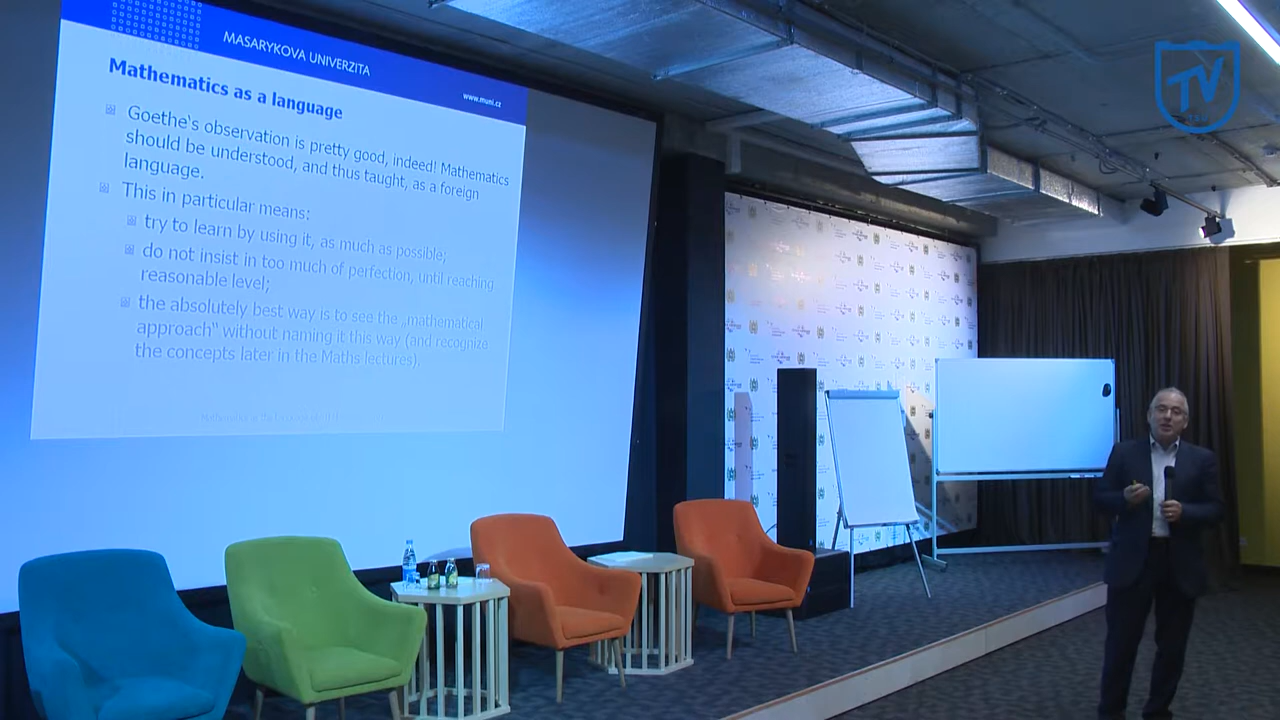 MASARYKOVA UNIVERZITA
www.muni.cz
Mathematics as a language
Goethe‘s observation is pretty good, indeed! Mathematics
should be understood, and thus taught, as a foreign
language.
This in particular means:
try to learn by using it, as much as possible;
do not insist in too much of perfection, until reaching
reasonable level;
the absolutely best way is to see the „mathematical
approach“ without naming it this way (and recognize
the concepts later in the Maths lectures).
TV